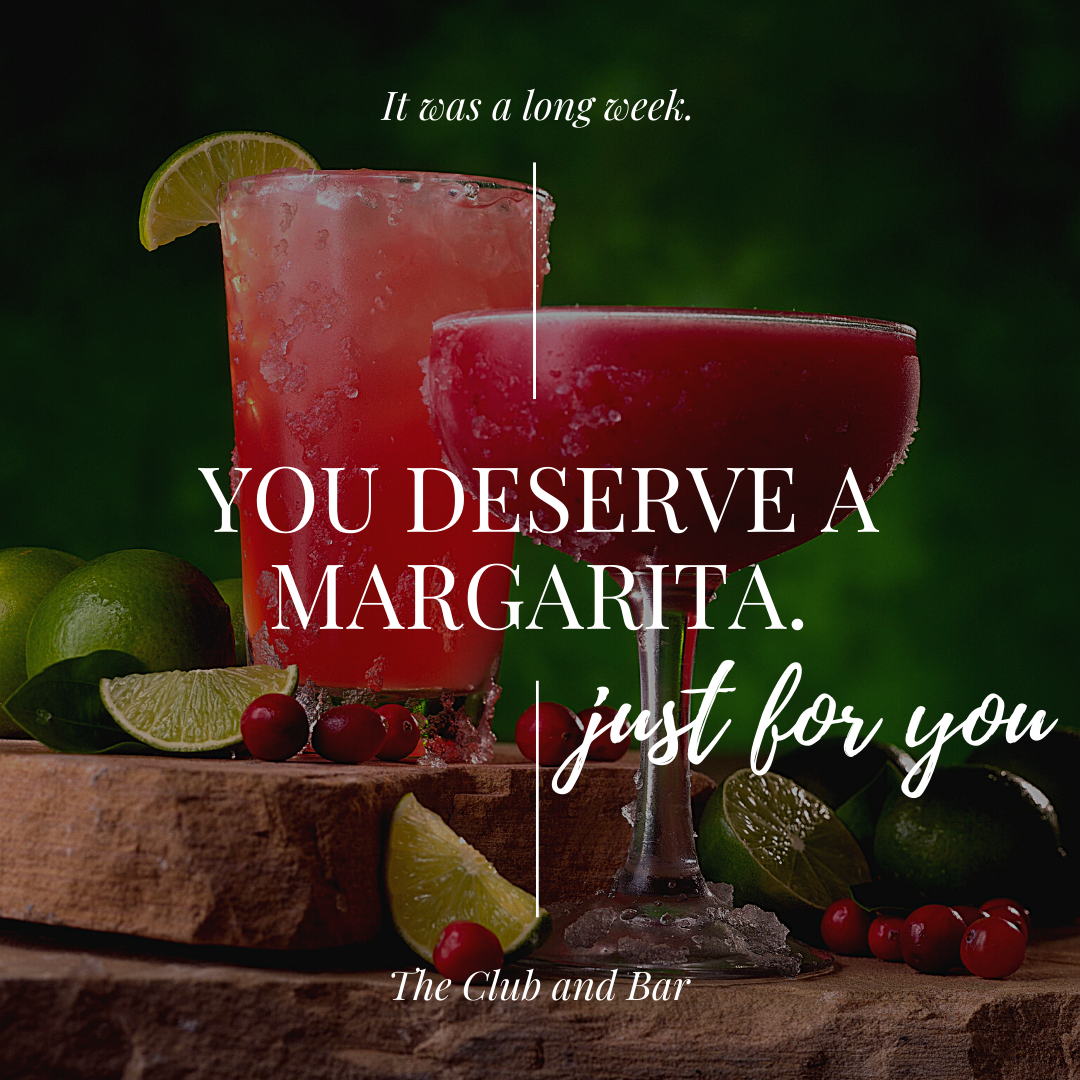 It was a long week.
YOU DESERVE A
MARGARITA.
just for you
The Club and Bar